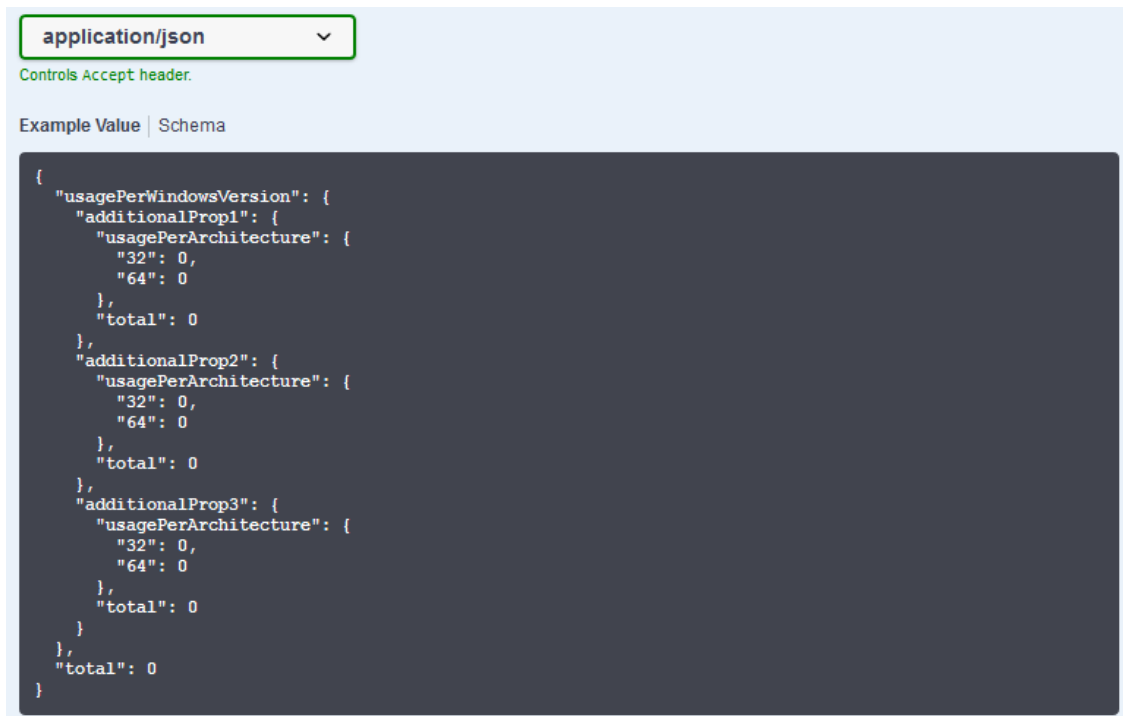 application/json
Controls Accept header.
Example Value | Schema
{
  "usagePerWindowsVersion": {
    "additionalProp1": {
      "usagePerArchitecture": {
        "32": 0,
        "64": 0
      },
      "total": 0
    },
    "additionalProp2": {
      "usagePerArchitecture": {
        "32": 0,
        "64": 0
      },
      "total": 0
    },
    "additionalProp3": {
      "usagePerArchitecture": {
        "32": 0,
        "64": 0
      },
      "total": 0
    }
  },
  "total": 0
}